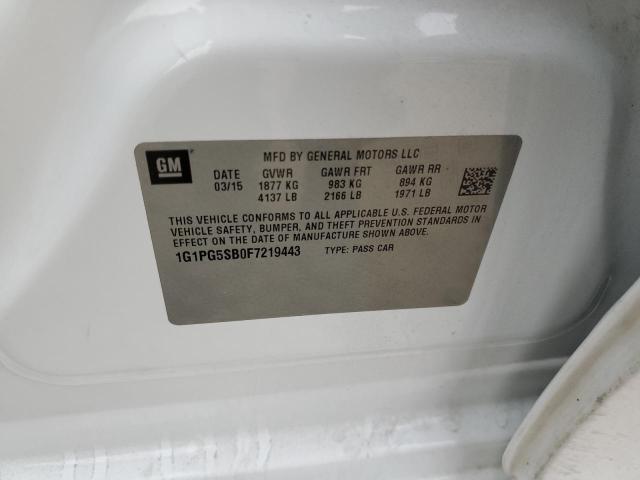 GM
MFD BY GENERAL MOTORS LLC
DATE GVWR GAWR FRT GAWR RR
03/15 1877 KG 983 KG 894 KG
4137 LB 2166 LB 1971 LB
THIS VEHICLE CONFORMS TO ALL APPLICABLE U.S. FEDERAL MOTOR
VEHICLE SAFETY, BUMPER, AND THEFT PREVENTION STANDARDS
IN EFFECT ON THE DATE OF MANUFACTURE SHOWN ABOVE.
1G1PG5SB0F7219443 TYPE: PASS CAR